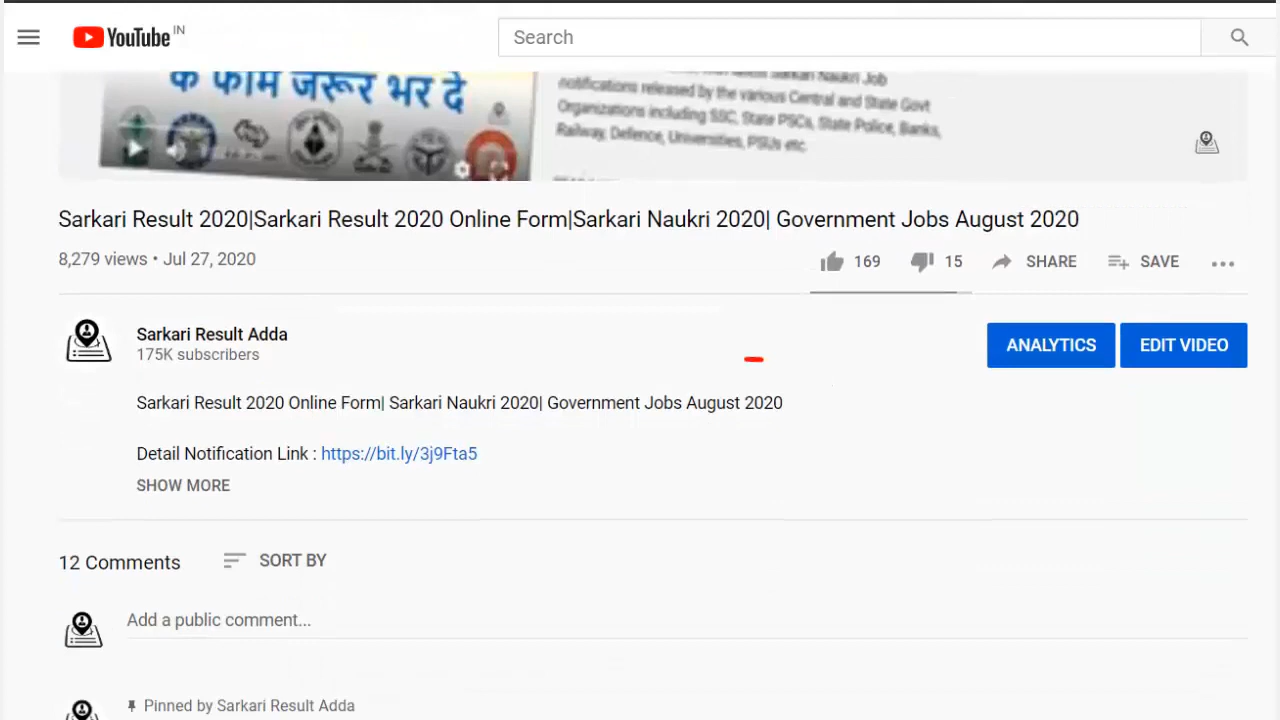 YouTube IN
Search
के फॉर्म जरूर भर दे
Naukri Job
notifications released by the various Central and State Govt
Organizations including SSC, State PSCs, State Police, Banks,
Railway, Defence, Universities, PSUs etc.
Sarkari Result 2020|Sarkari Result 2020 Online Form|Sarkari Naukri 2020| Government Jobs August 2020
8,279 views • Jul 27, 2020
169 15 SHARE SAVE
Sarkari Result Adda
175K subscribers
ANALYTICS EDIT VIDEO
Sarkari Result 2020 Online Form| Sarkari Naukri 2020| Government Jobs August 2020
Detail Notification Link : https://bit.ly/3j9Fta5
SHOW MORE
12 Comments SORT BY
Add a public comment...
Pinned by Sarkari Result Adda